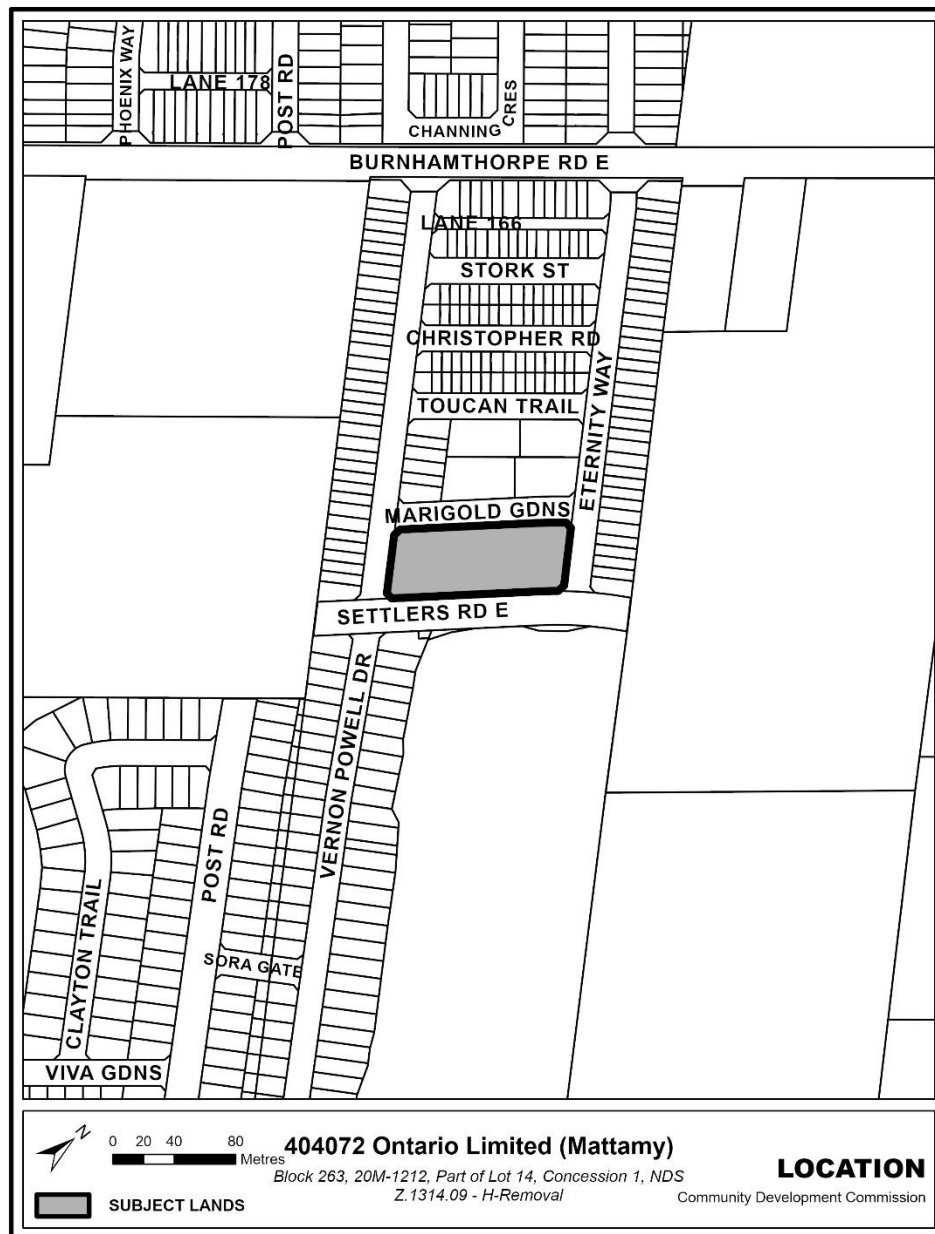 PHOENIX WAY
LANE 178
POST RD
CHANNING
CRES
BURNHAMTHORPE RD E
LANE 166
STORK ST
CHRISTOPHER RD
TOUCAN TRAIL
ETERNITY WAY
MARIGOLD GDNS
SETTLERS RD E
VERNON POWELL DR
POST RD
CLAYTON TRAIL
SORA GATE
VIVA GDNS
N
0 20 40 80
Metres
404072 Ontario Limited (Mattamy)
Block 263, 20M-1212, Part of Lot 14, Concession 1, NDS
Z.1314.09 - H-Removal
SUBJECT LANDS
LOCATION
Community Development Commission